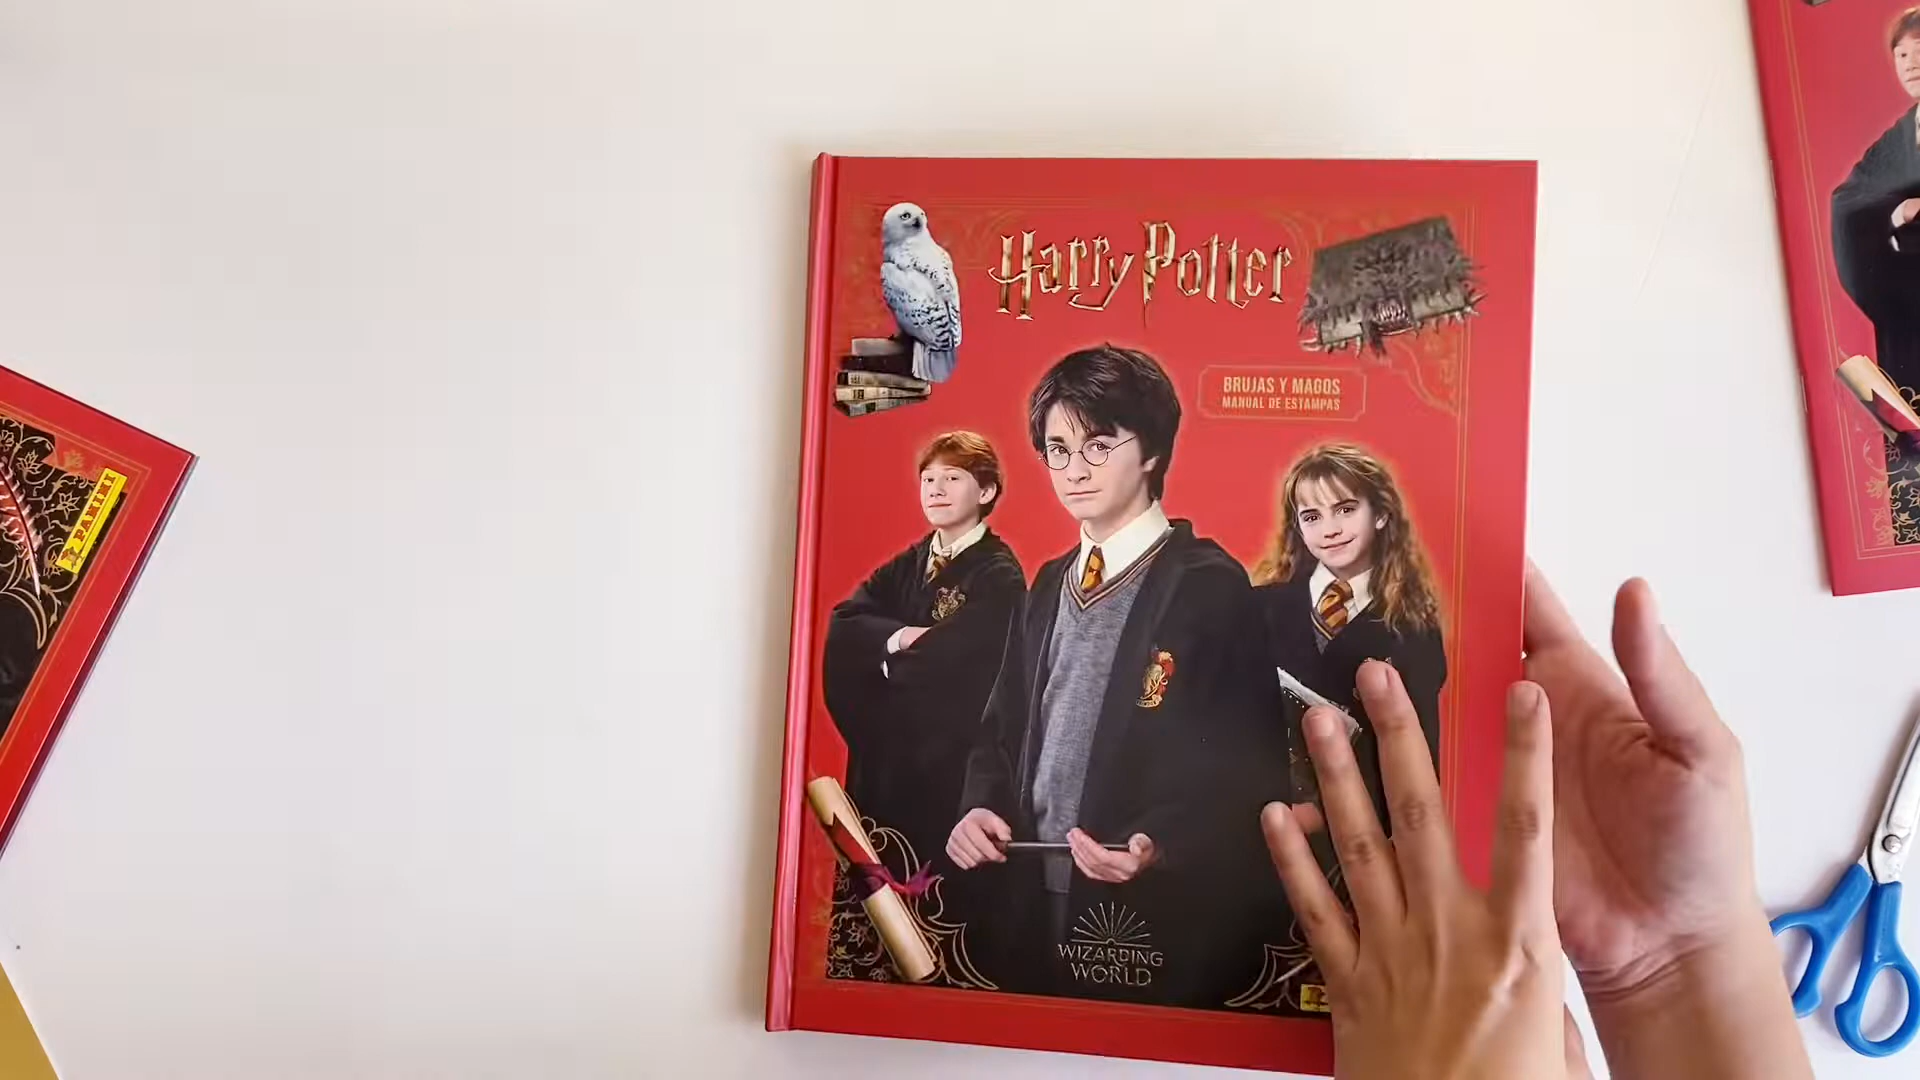 Harry Potter
BRUJAS Y MAGOS
MANUAL DE ESTAMPAS
WIZARDING
WORLD
PANINI